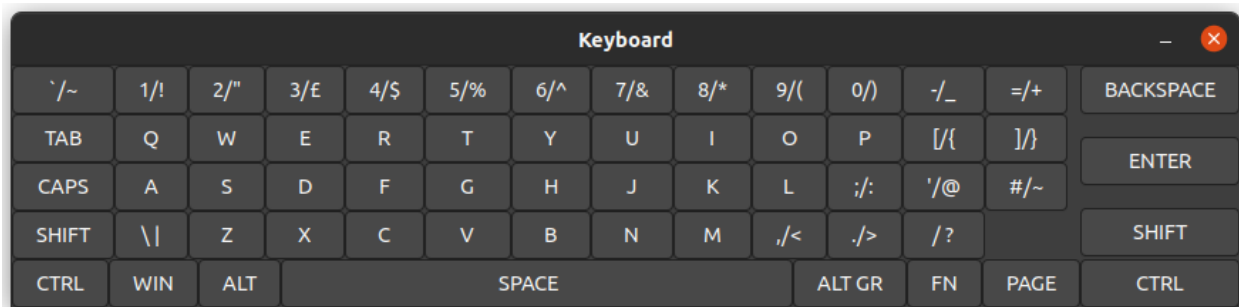 Keyboard
`/~ 1/! 2/" 3/£ 4/$ 5/% 6/^ 7/& 8/* 9/( 0/) -/_ =/+ BACKSPACE
TAB Q W E R T Y U I O P [/{ ]/}
ENTER
CAPS A S D F G H J K L ;/: '/@ #/~
SHIFT \ | Z X C V B N M ,/< ./> / ? SHIFT
CTRL WIN ALT SPACE ALT GR FN PAGE CTRL